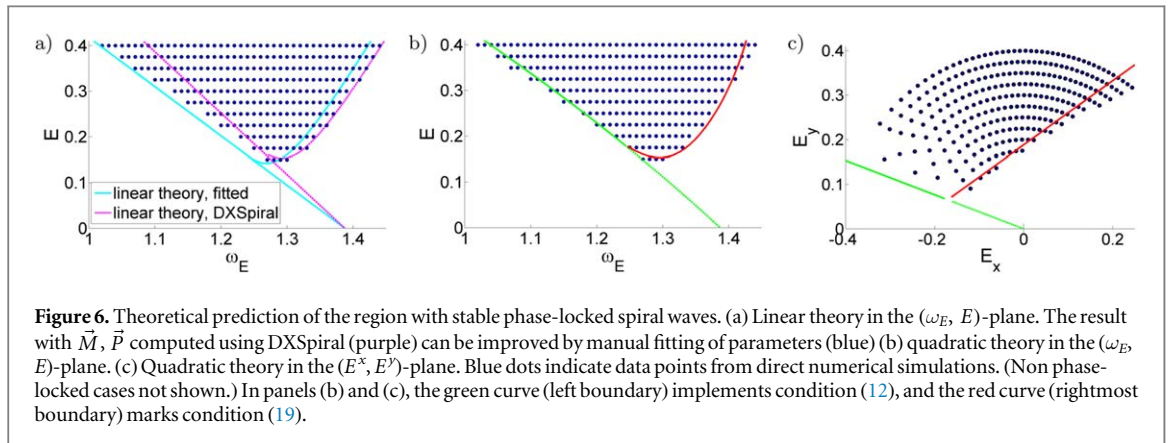 a)
0.4
0.3
0.2
0.1
0
E
linear theory, fitted
linear theory, DXSpiral
1
1.1
1.2
1.3
1.4
ω_E
b)
0.4
0.3
0.2
0.1
0
E
1
1.1
1.2
1.3
1.4
ω_E
c)
0.4
0.3
0.2
0.1
0
E_y
-0.4
-0.2
0
0.2
E_x
Figure 6. Theoretical prediction of the region with stable phase-locked spiral waves. (a) Linear theory in the (ω_E, E)-plane. The result
with M⃗, P⃗ computed using DXSpiral (purple) can be improved by manual fitting of parameters (blue) (b) quadratic theory in the (ω_E,
E)-plane. (c) Quadratic theory in the (E^x, E^y)-plane. Blue dots indicate data points from direct numerical simulations. (Non phase-
locked cases not shown.) In panels (b) and (c), the green curve (left boundary) implements condition (12), and the red curve (rightmost
boundary) marks condition (19).